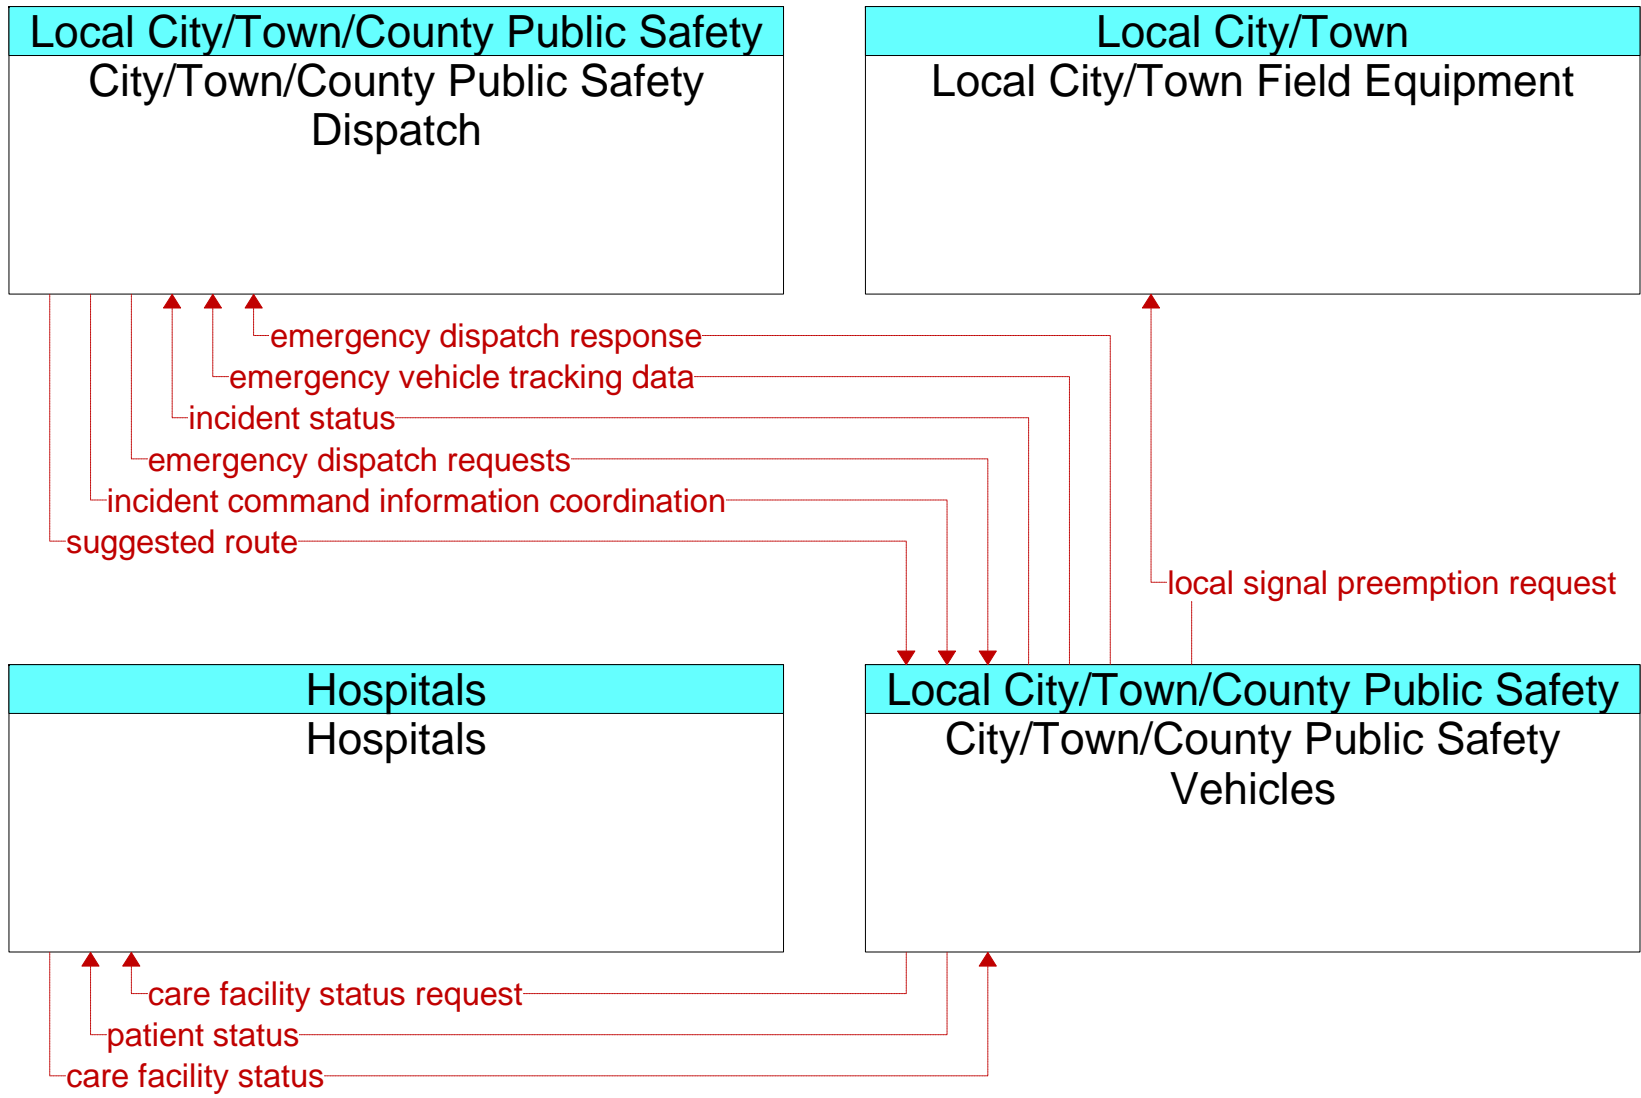 Local City/Town/County Public Safety
City/Town/County Public Safety
Dispatch
Local City/Town
Local City/Town Field Equipment
emergency dispatch response
emergency vehicle tracking data
incident status
emergency dispatch requests
incident command information coordination
suggested route
local signal preemption request
Hospitals
Hospitals
Local City/Town/County Public Safety
City/Town/County Public Safety
Vehicles
care facility status request
patient status
care facility status